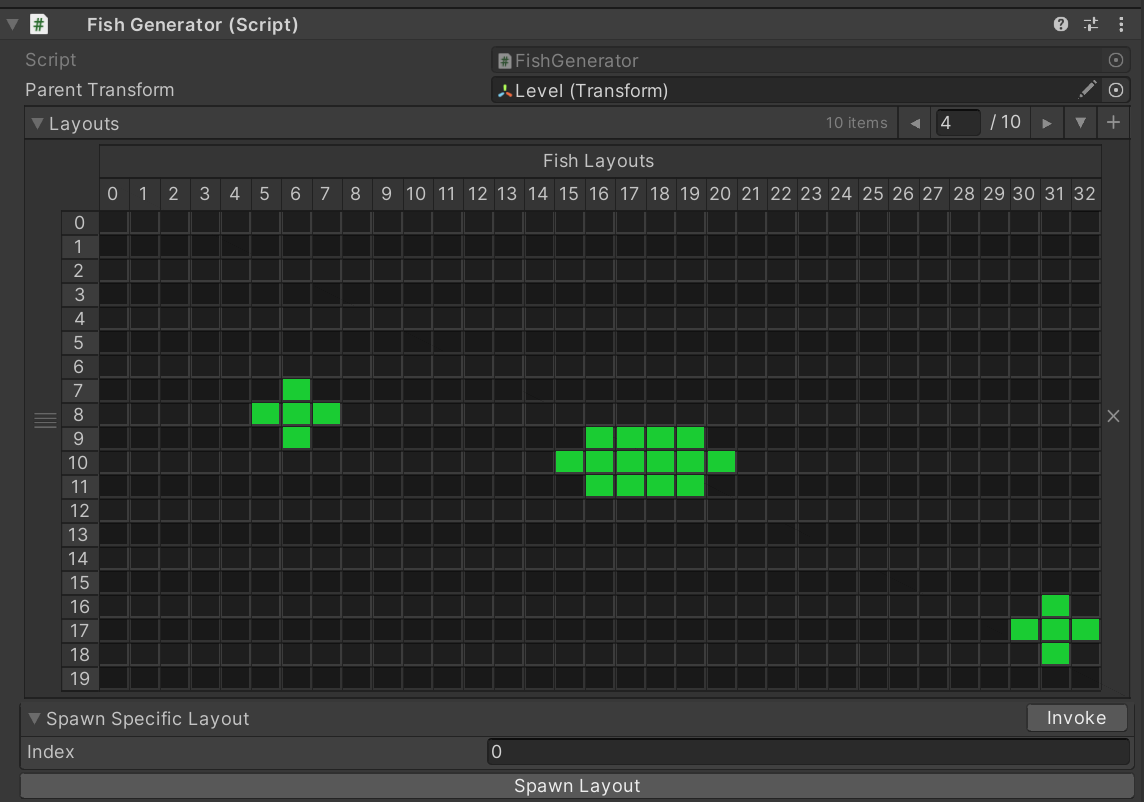 # Fish Generator (Script)
Script # FishGenerator
Parent Transform Level (Transform)
Layouts 10 items 4 / 10
Fish Layouts
0 1 2 3 4 5 6 7 8 9 10 11 12 13 14 15 16 17 18 19 20 21 22 23 24 25 26 27 28 29 30 31 32
0
1
2
3
4
5
6
7
8
9
10
11
12
13
14
15
16
17
18
19
Spawn Specific Layout Invoke
Index 0
Spawn Layout